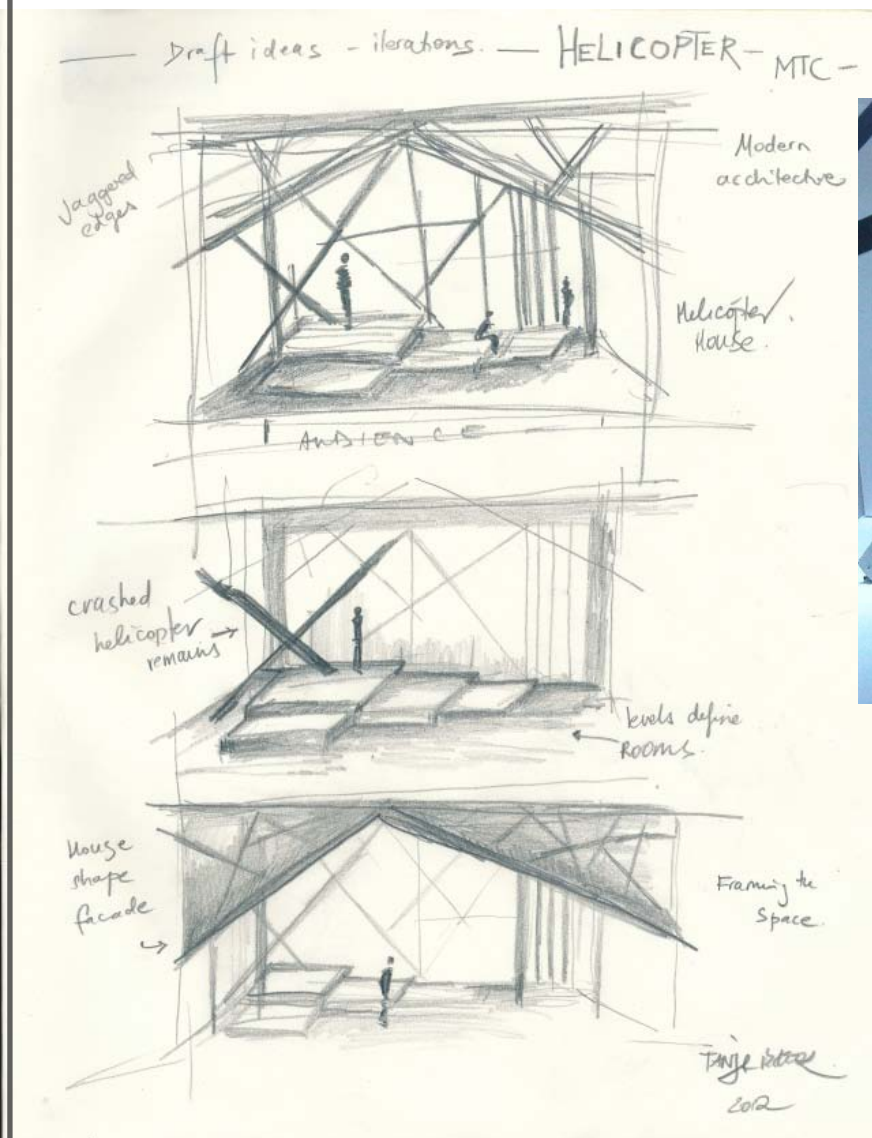 Draft ideas - iterations. — HELICOPTER - MTC -
Jaggered
edges
Modern
architecture
Helicopter
House.
AUDIENCE
crashed
helicopter
remains
levels define
ROOMS.
House
shape
facade
Framing the
Space.
2012